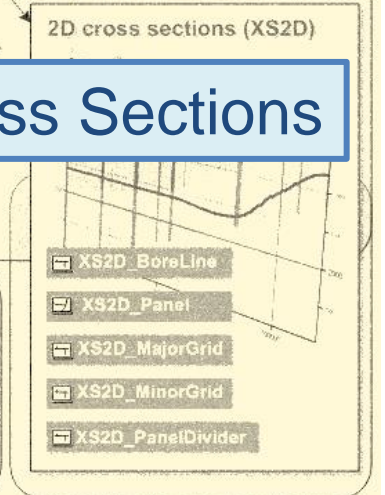 2D cross sections (XS2D)
ss Sections
XS2D_BoreLine
XS2D_Panel
XS2D_MajorGrid
XS2D_MinorGrid
XS2D_PanelDivider